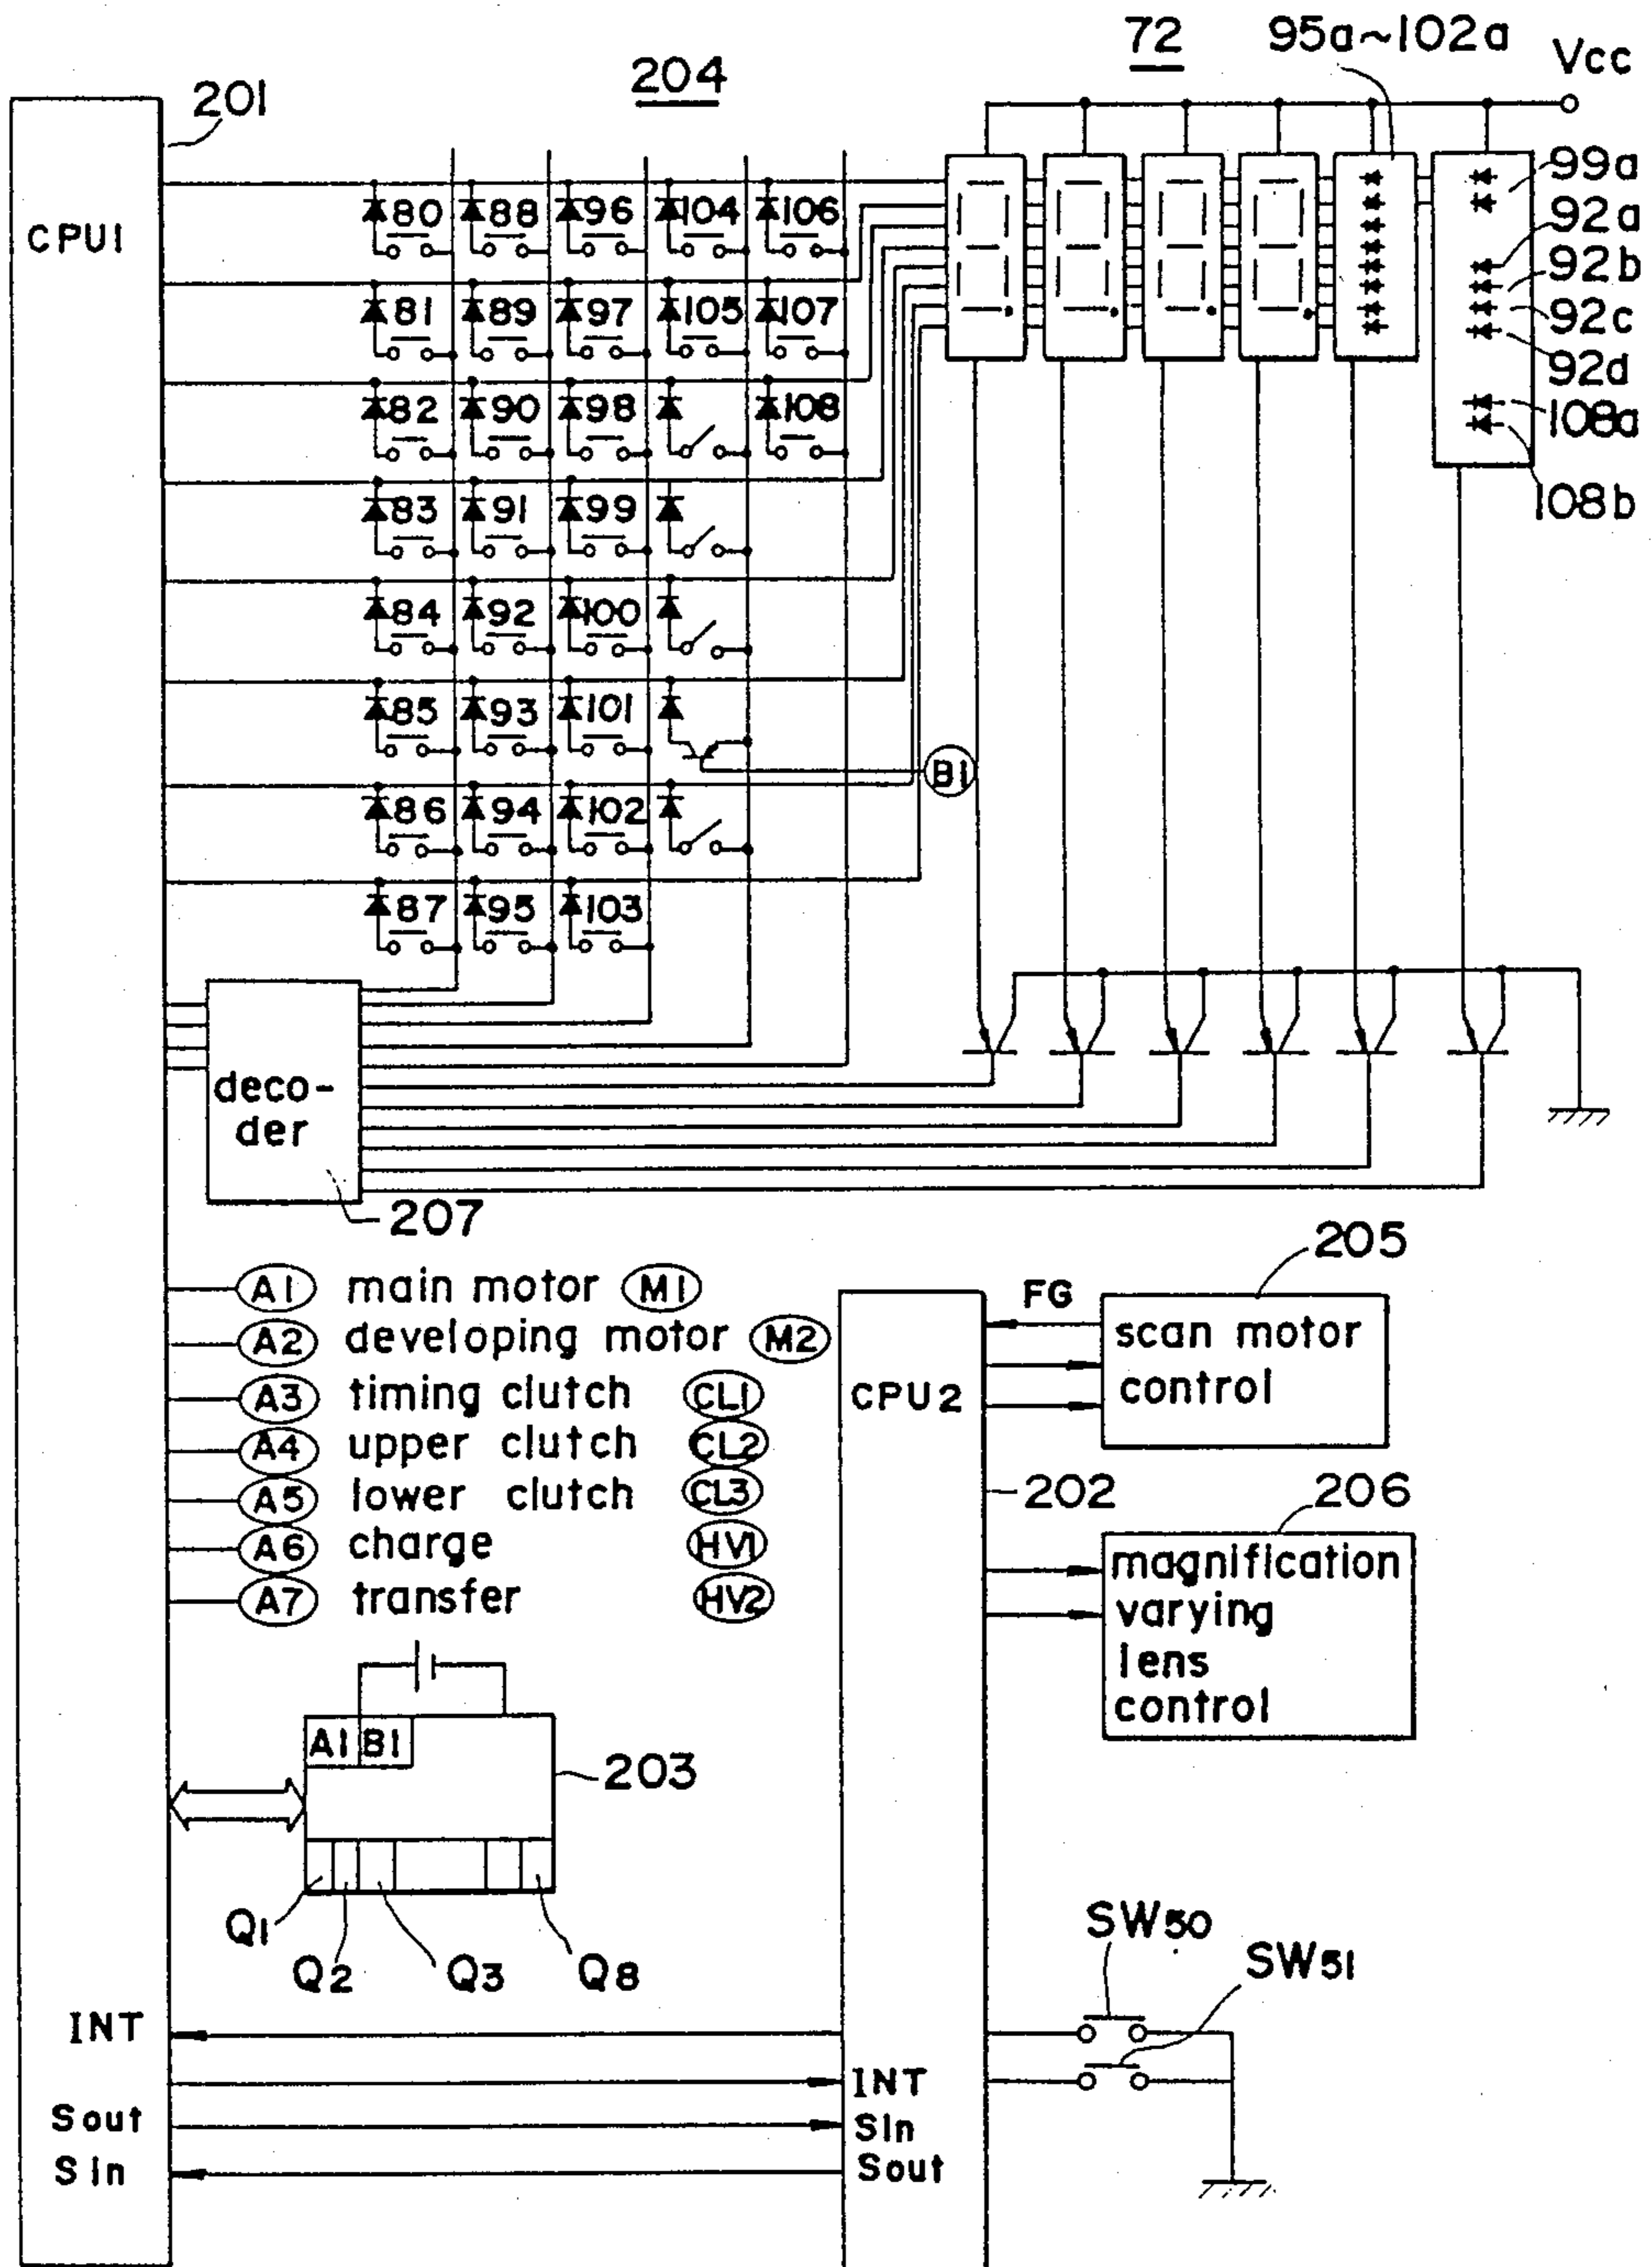 72
95a~102a
Vcc
204
201
CPU1
99a
92a
92b
92c
92d
108a
108b
80 88 96 104 106
81 89 97 105 107
82 90 98 108
83 91 99
84 92 100
85 93 101
B1
86 94 102
87 95 103
deco-
der
207
A1 main motor M1
A2 developing motor M2
A3 timing clutch CL1
A4 upper clutch CL2
A5 lower clutch CL3
A6 charge HV1
A7 transfer HV2
205
FG
scan motor
control
CPU2
202
206
magnification
varying
lens
control
A1 B1
203
Q1
Q2
Q3
Q8
SW50
SW51
INT
INT
Sout
SIn
SIn
Sout